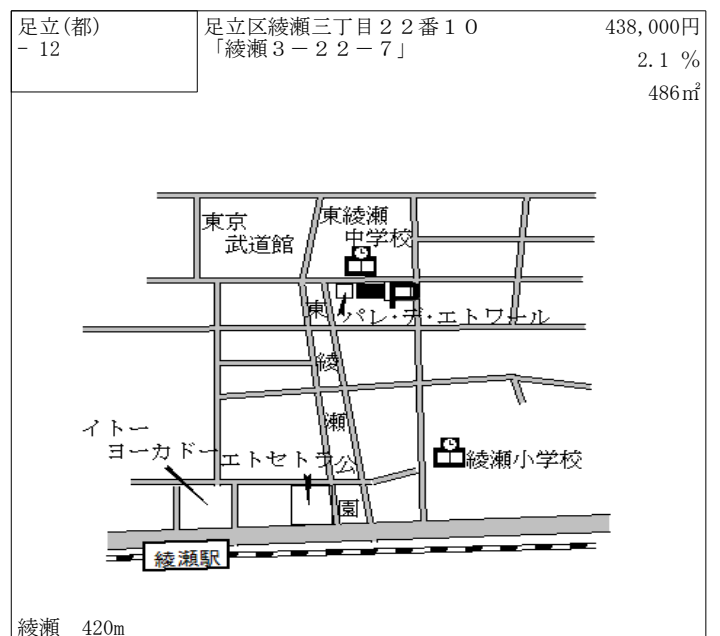 足立(都)
－ 12
足立区綾瀬三丁目２２番１０
「綾瀬３－２２－７」
438,000円
2.1 %
486㎡
東京
武道館
東綾瀬
中学校
パレ・デ・エトワール
東
綾
瀬
公
園
イトー
ヨーカドー
エトセトラ
綾瀬小学校
綾瀬駅
綾瀬　420m